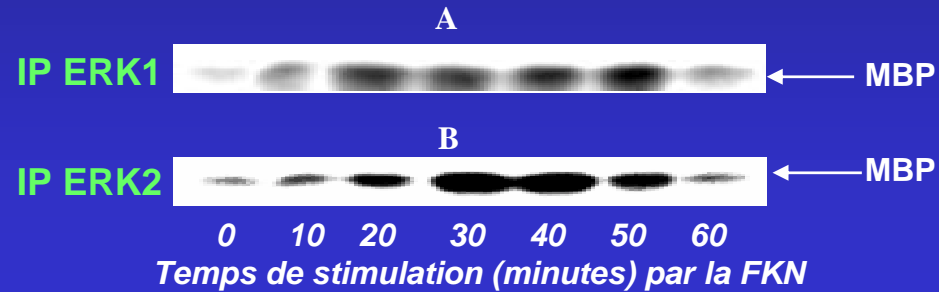 A
IP ERK1 MBP
B
IP ERK2 MBP
0 10 20 30 40 50 60
Temps de stimulation (minutes) par la FKN